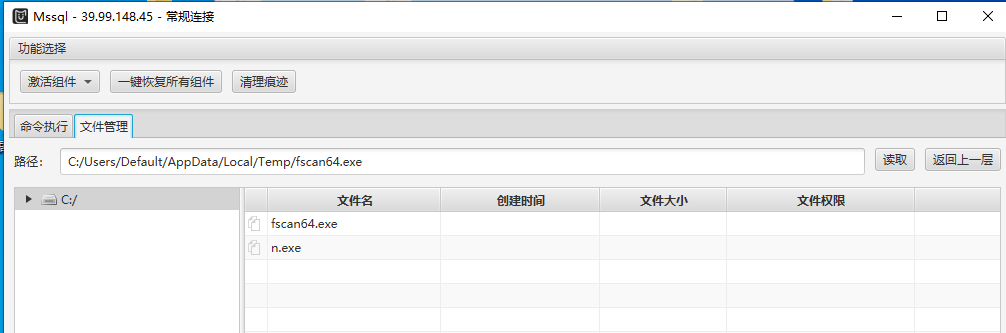 Mssql - 39.99.148.45 - 常规连接
功能选择
激活组件 一键恢复所有组件 清理痕迹
命令执行 文件管理
路径： C:/Users/Default/AppData/Local/Temp/fscan64.exe 读取 返回上一层
C:/ 文件名 创建时间 文件大小 文件权限
fscan64.exe
n.exe